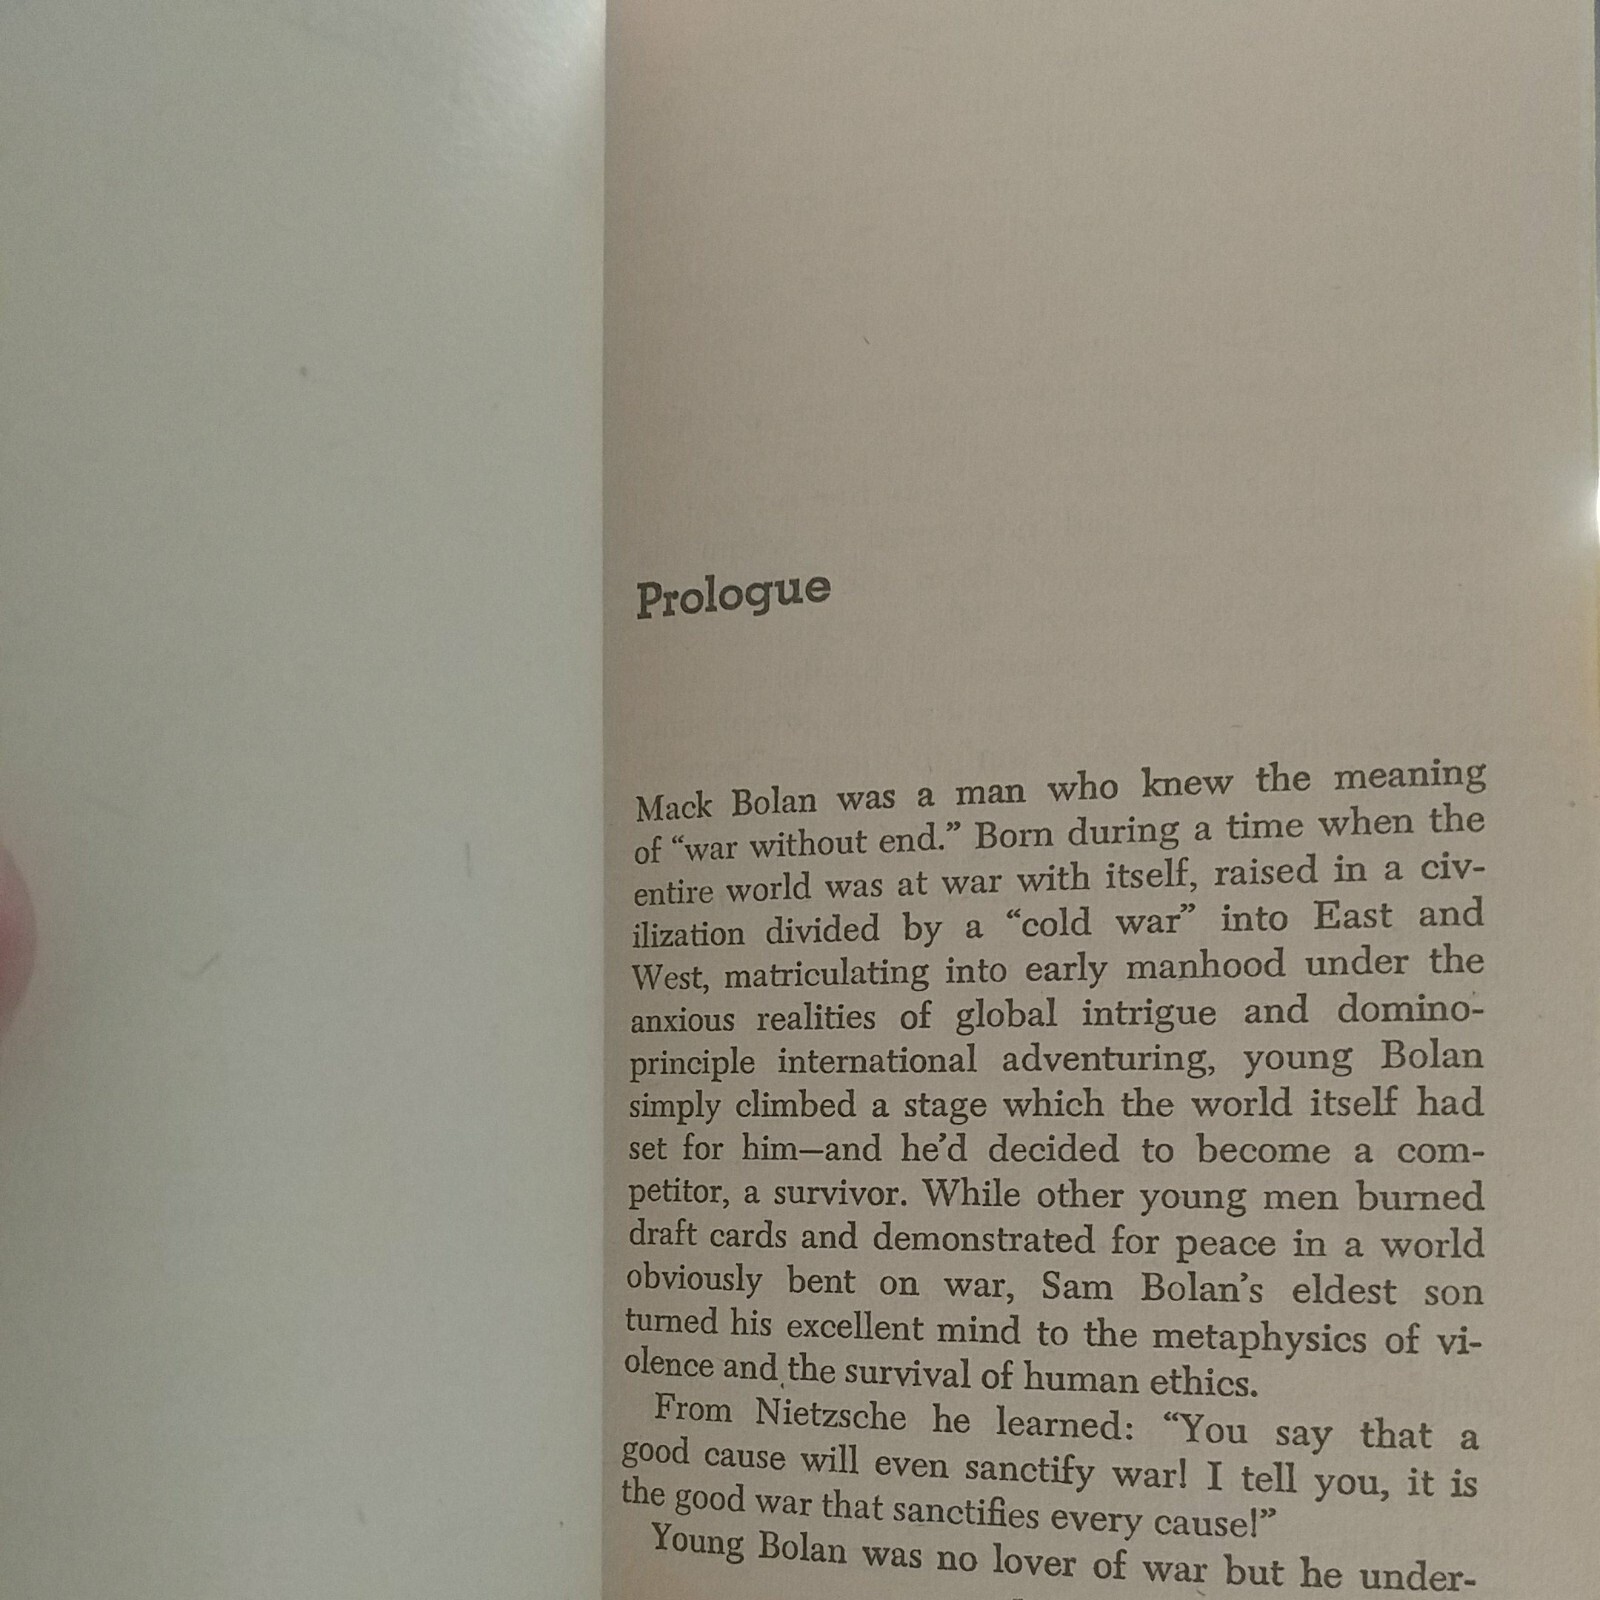 Prologue
Mack Bolan was a man who knew the meaning
of “war without end.” Born during a time when the
entire world was at war with itself, raised in a civ-
ilization divided by a “cold war” into East and
West, matriculating into early manhood under the
anxious realities of global intrigue and domino-
principle international adventuring, young Bolan
simply climbed a stage which the world itself had
set for him—and he’d decided to become a com-
petitor, a survivor. While other young men burned
draft cards and demonstrated for peace in a world
obviously bent on war, Sam Bolan’s eldest son
turned his excellent mind to the metaphysics of vi-
olence and the survival of human ethics.
From Nietzsche he learned: “You say that a
good cause will even sanctify war! I tell you, it is
the good war that sanctifies every cause!”
Young Bolan was no lover of war but he under-